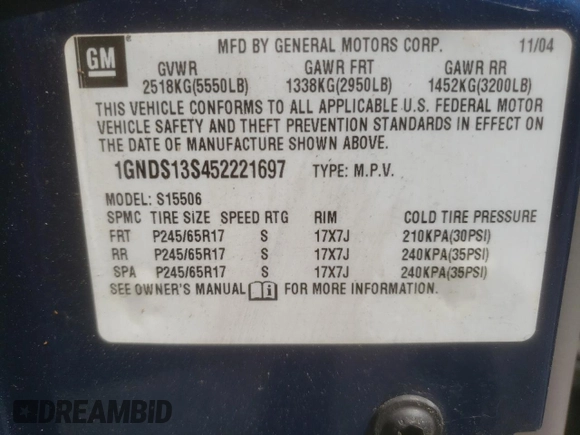 GM
MFD BY GENERAL MOTORS CORP. 11/04
GVWR GAWR FRT GAWR RR
2518KG(5550LB) 1338KG(2950LB) 1452KG(3200LB)
THIS VEHICLE CONFORMS TO ALL APPLICABLE U.S. FEDERAL MOTOR
VEHICLE SAFETY AND THEFT PREVENTION STANDARDS IN EFFECT ON
THE DATE OF MANUFACTURE SHOWN ABOVE.
1GNDS13S452221697 TYPE: M.P.V.
MODEL: S15506
SPMC TIRE SIZE SPEED RTG RIM COLD TIRE PRESSURE
FRT P245/65R17 S 17X7J 210KPA(30PSI)
RR P245/65R17 S 17X7J 240KPA(35PSI)
SPA P245/65R17 S 17X7J 240KPA(35PSI)
SEE OWNER'S MANUAL i FOR MORE INFORMATION.
DREAMBID